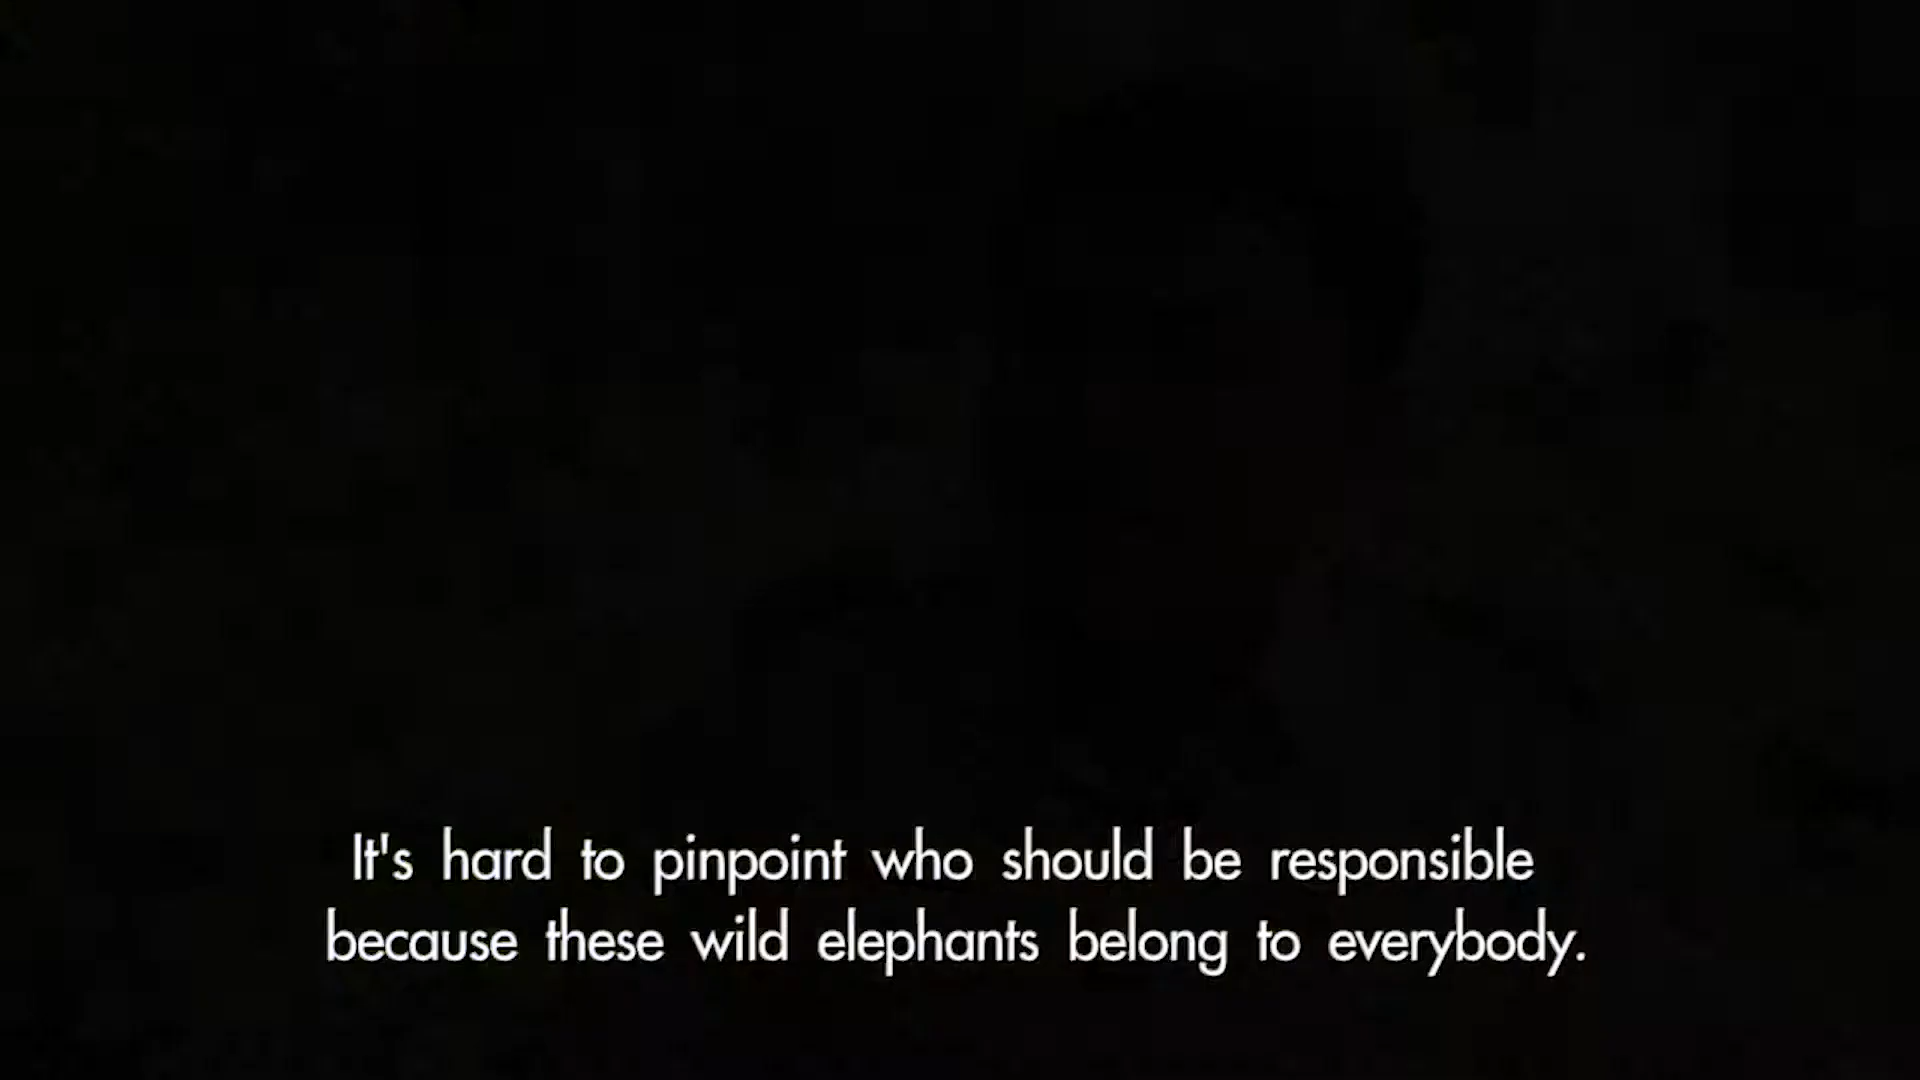 It's hard to pinpoint who should be responsible
because these wild elephants belong to everybody.